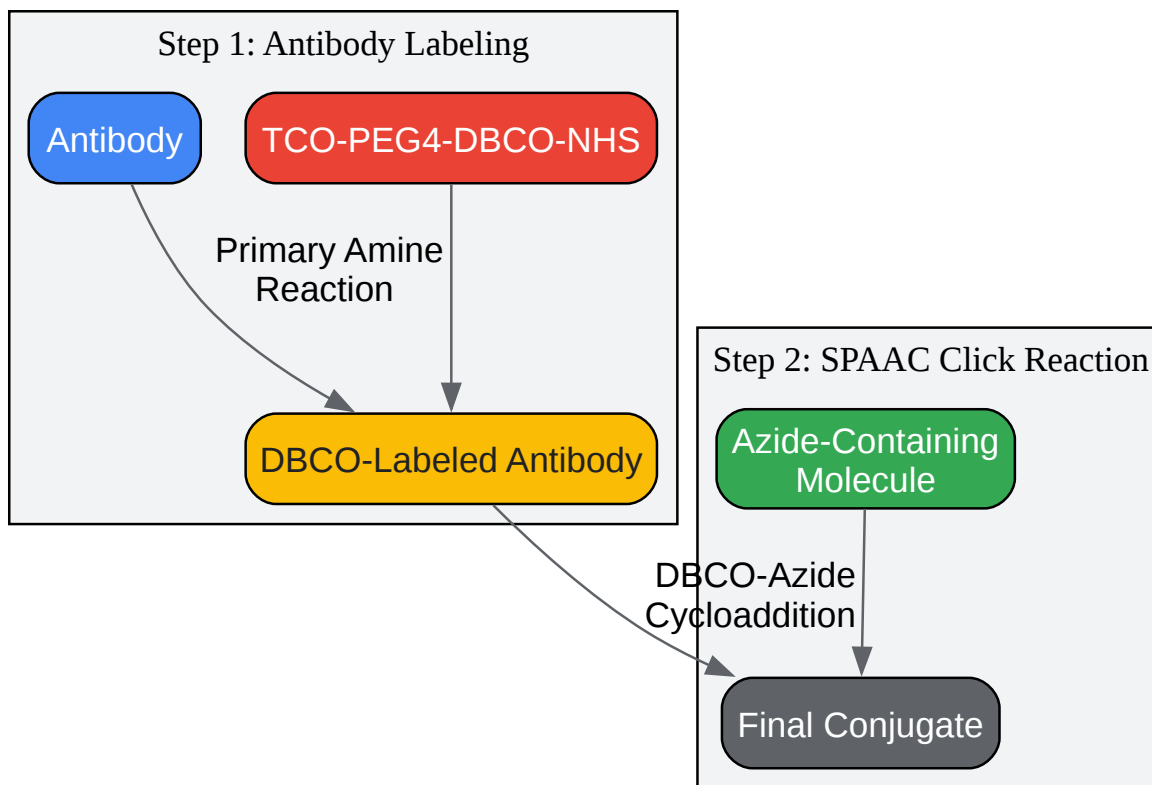 Step 1: Antibody Labeling
Antibody
TCO-PEG4-DBCO-NHS
Primary Amine
Reaction
DBCO-Labeled Antibody
Step 2: SPAAC Click Reaction
Azide-Containing
Molecule
DBCO-Azide
Cycloaddition
Final Conjugate